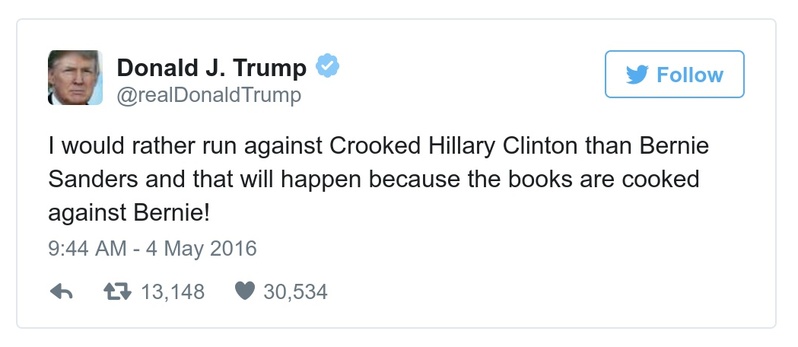 Donald J. Trump
@realDonaldTrump
Follow
I would rather run against Crooked Hillary Clinton than Bernie
Sanders and that will happen because the books are cooked
against Bernie!
9:44 AM - 4 May 2016
13,148 30,534